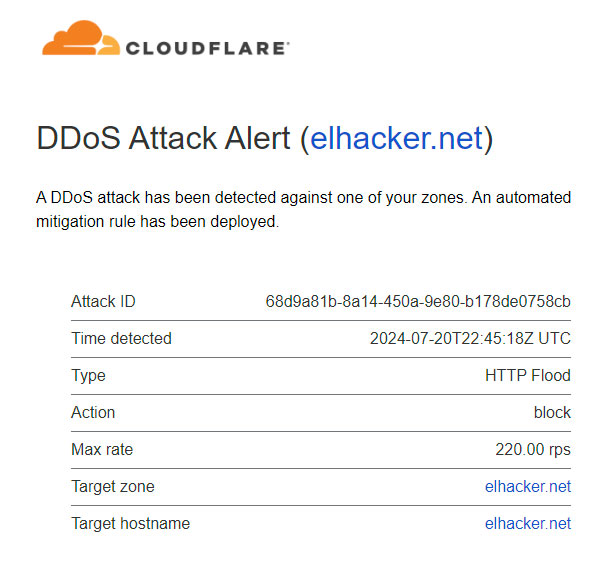 CLOUDFLARE
DDoS Attack Alert (elhacker.net)
A DDoS attack has been detected against one of your zones. An automated
mitigation rule has been deployed.
Attack ID 68d9a81b-8a14-450a-9e80-b178de0758cb
Time detected 2024-07-20T22:45:18Z UTC
Type HTTP Flood
Action block
Max rate 220.00 rps
Target zone elhacker.net
Target hostname elhacker.net